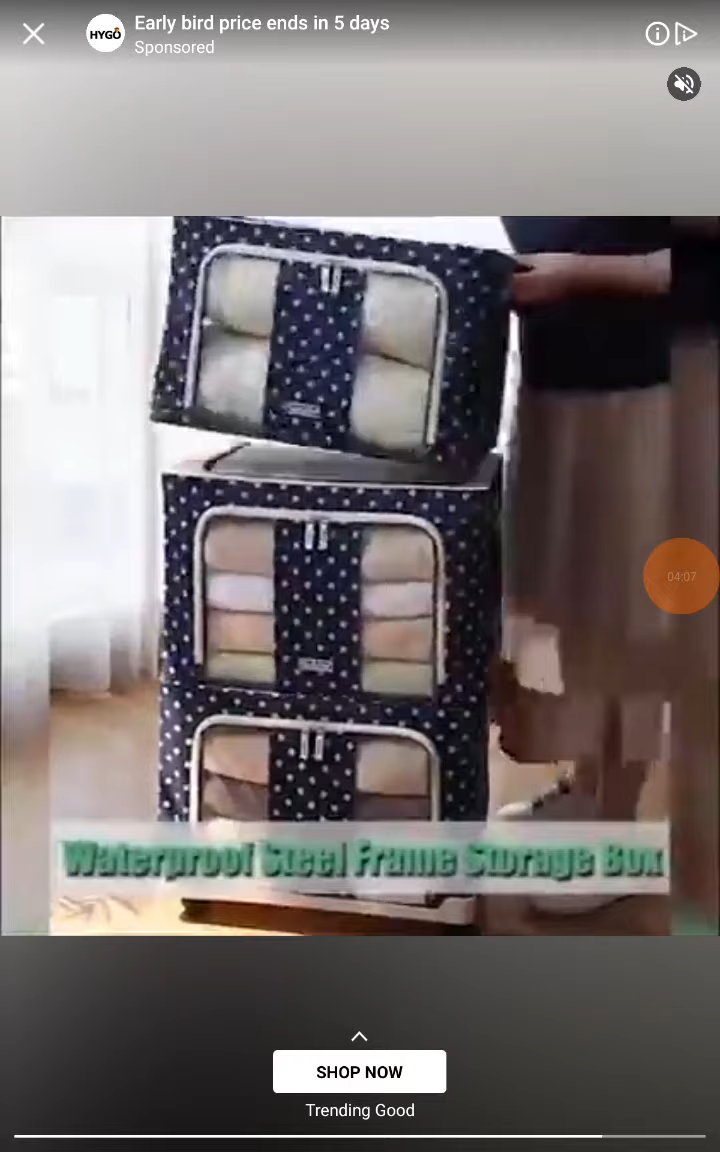 HYGO
Early bird price ends in 5 days
Sponsored
04:07
Waterproof Steel Frame Storage Box
SHOP NOW
Trending Good